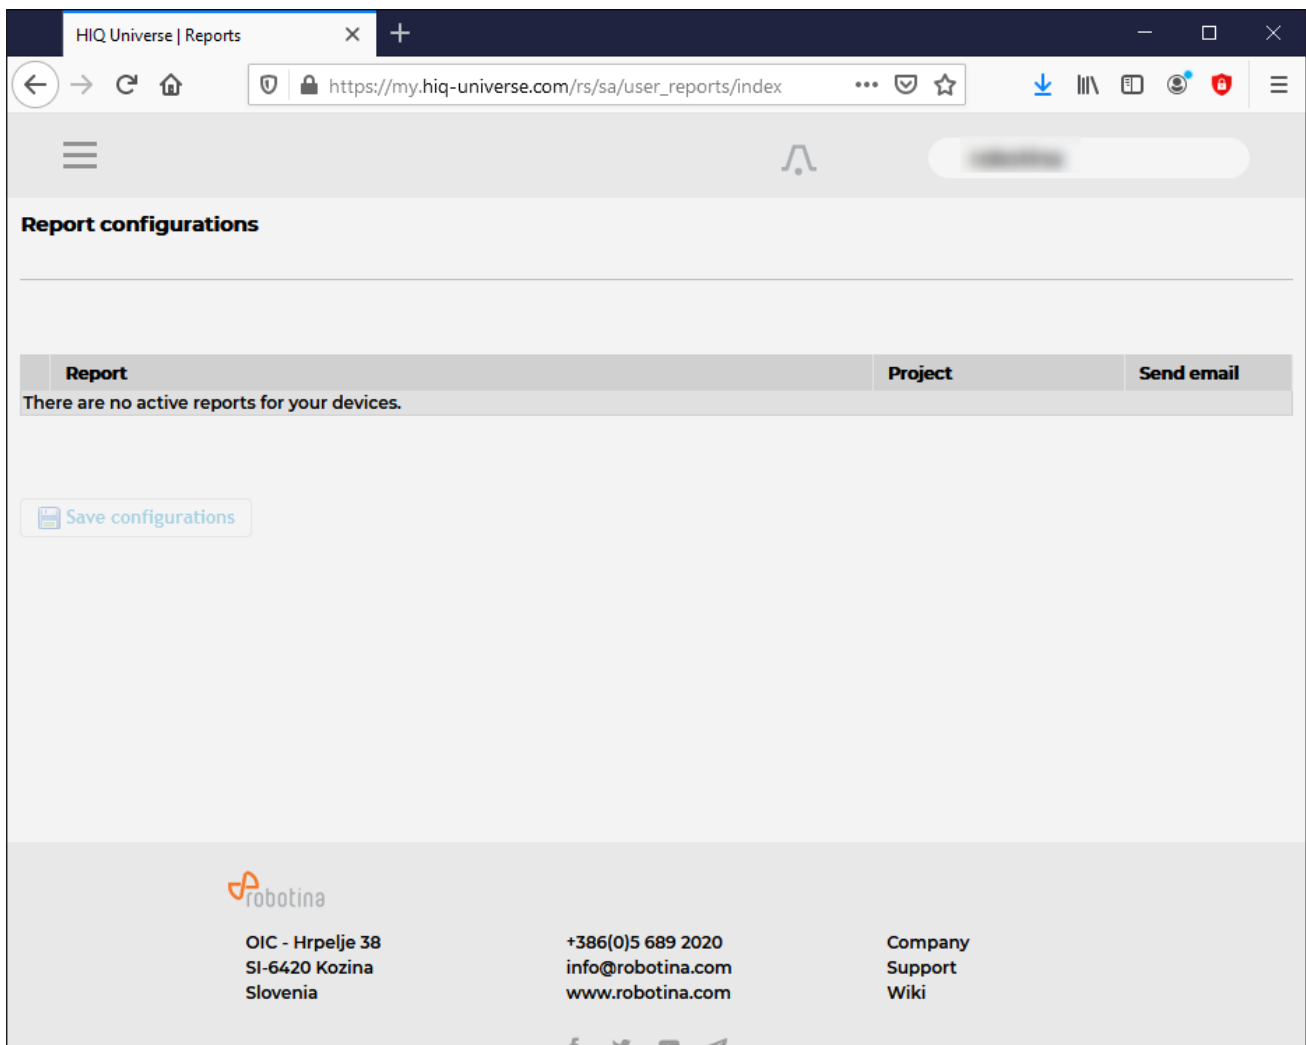 HIQ Universe | Reports
https://my.hiq-universe.com/rs/sa/user_reports/index
Report configurations
Report Project Send email
There are no active reports for your devices.
Save configurations
robotina
OIC - Hrpelje 38
SI-6420 Kozina
Slovenia
+386(0)5 689 2020
info@robotina.com
www.robotina.com
Company
Support
Wiki